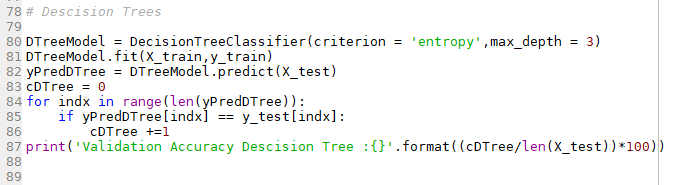 78 # Descision Trees
79
80 DTreeModel = DecisionTreeClassifier(criterion = 'entropy',max_depth = 3)
81 DTreeModel.fit(X_train,y_train)
82 yPredDTree = DTreeModel.predict(X_test)
83 cDTree = 0
84 for indx in range(len(yPredDTree)):
85     if yPredDTree[indx] == y_test[indx]:
86         cDTree +=1
87 print('Validation Accuracy Descision Tree :{}'.format((cDTree/len(X_test))*100))
88
89